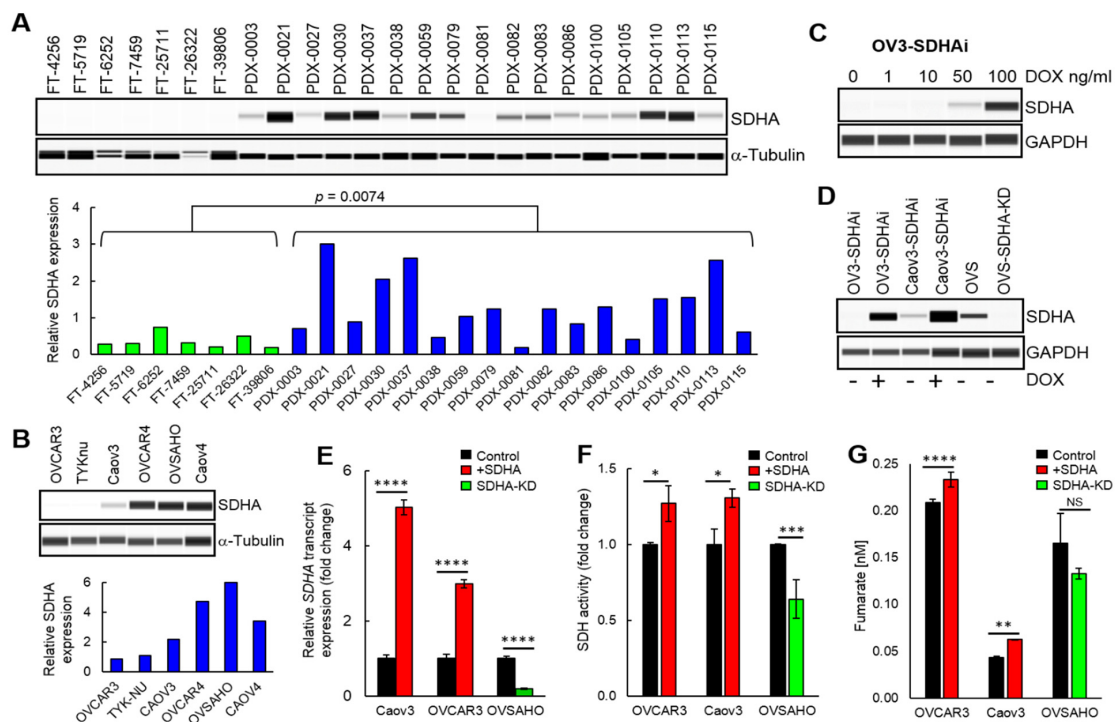 A
FT-4256
FT-5719
FT-6252
FT-7459
FT-25711
FT-26322
FT-39806
PDX-0003
PDX-0021
PDX-0027
PDX-0030
PDX-0037
PDX-0038
PDX-0059
PDX-0079
PDX-0081
PDX-0082
PDX-0083
PDX-0086
PDX-0100
PDX-0105
PDX-0110
PDX-0113
PDX-0115
SDHA
α-Tubulin
p = 0.0074
Relative SDHA expression
4
3
2
1
0
FT-4256
FT-5719
FT-6252
FT-7459
FT-25711
FT-26322
FT-39806
PDX-0003
PDX-0021
PDX-0027
PDX-0030
PDX-0037
PDX-0038
PDX-0059
PDX-0079
PDX-0081
PDX-0082
PDX-0083
PDX-0086
PDX-0100
PDX-0105
PDX-0110
PDX-0113
PDX-0115
B
OVCAR3
TYKnu
Caov3
OVCAR4
OVSAHO
Caov4
SDHA
α-Tubulin
Relative SDHA
expression
6
4
2
0
OVCAR3
TYK-NU
CAOV3
OVCAR4
OVSAHO
CAOV4
C
OV3-SDHAi
0 1 10 50 100 DOX ng/ml
SDHA
GAPDH
D
OV3-SDHAi
OV3-SDHAi
Caov3-SDHAi
Caov3-SDHAi
OVS
OVS-SDHA-KD
SDHA
GAPDH
- + - + - - DOX
E
Control
+SDHA
SDHA-KD
Relative SDHA transcript
expression (fold change)
6
4
2
0
****
****
****
Caov3 OVCAR3 OVSAHO
F
Control
+SDHA
SDHA-KD
SDH activity (fold change)
1.5
1.0
0.5
0.0
*
*
***
OVCAR3 Caov3 OVSAHO
G
Control
+SDHA
SDHA-KD
Fumarate [nM]
0.25
0.20
0.15
0.10
0.05
0.00
****
**
NS
OVCAR3 Caov3 OVSAHO